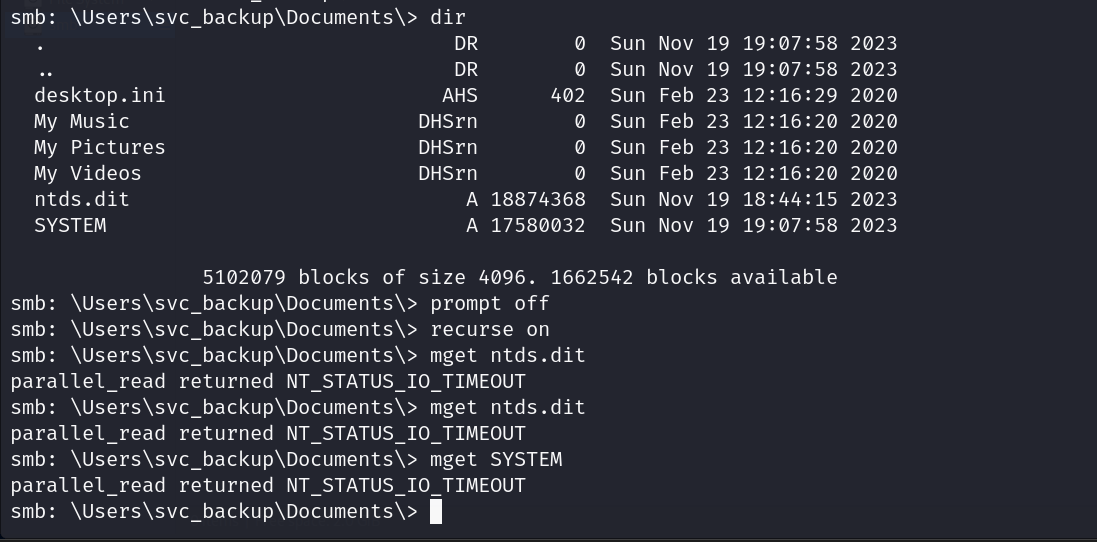 smb: \Users\svc_backup\Documents\> dir
. DR 0 Sun Nov 19 19:07:58 2023
.. DR 0 Sun Nov 19 19:07:58 2023
desktop.ini AHS 402 Sun Feb 23 12:16:29 2020
My Music DHSrn 0 Sun Feb 23 12:16:20 2020
My Pictures DHSrn 0 Sun Feb 23 12:16:20 2020
My Videos DHSrn 0 Sun Feb 23 12:16:20 2020
ntds.dit A 18874368 Sun Nov 19 18:44:15 2023
SYSTEM A 17580032 Sun Nov 19 19:07:58 2023
5102079 blocks of size 4096. 1662542 blocks available
smb: \Users\svc_backup\Documents\> prompt off
smb: \Users\svc_backup\Documents\> recurse on
smb: \Users\svc_backup\Documents\> mget ntds.dit
parallel_read returned NT_STATUS_IO_TIMEOUT
smb: \Users\svc_backup\Documents\> mget ntds.dit
parallel_read returned NT_STATUS_IO_TIMEOUT
smb: \Users\svc_backup\Documents\> mget SYSTEM
parallel_read returned NT_STATUS_IO_TIMEOUT
smb: \Users\svc_backup\Documents\>